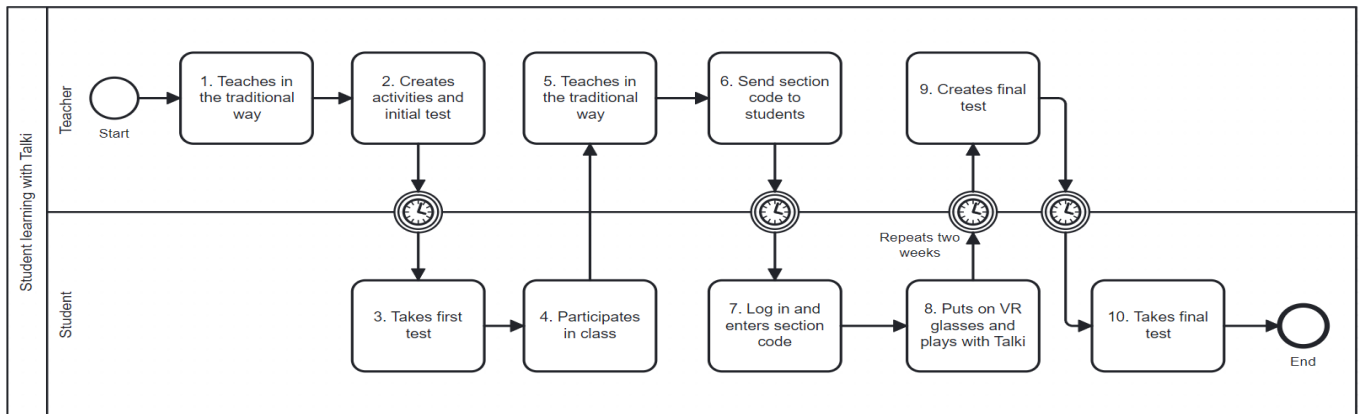 Student learning with Talki
Teacher
Start
1. Teaches in
the traditional
way
2. Creates
activities and
initial test
5. Teaches in
the traditional
way
6. Send section
code to
students
9. Creates final
test
Student
3. Takes first
test
4. Participates
in class
7. Log in and
enters section
code
Repeats two
weeks
8. Puts on VR
glasses and
plays with Talki
10. Takes final
test
End